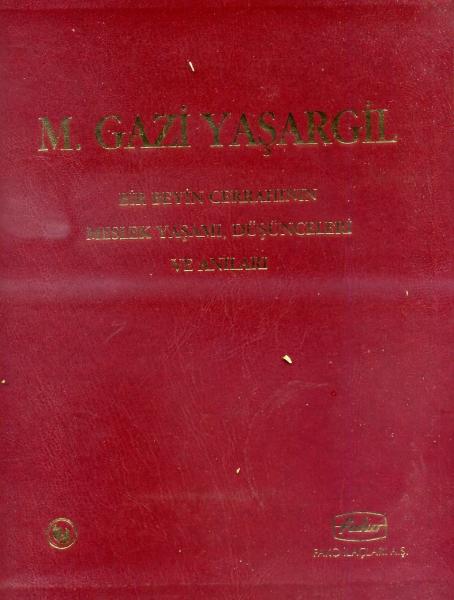 M. GAZİ YAŞARGİL
BİR BEYİN CERRAHININ
MESLEK YAŞAMI, DÜŞÜNCELERİ
VE ANILARI
FAKO İLAÇLARI A.Ş.